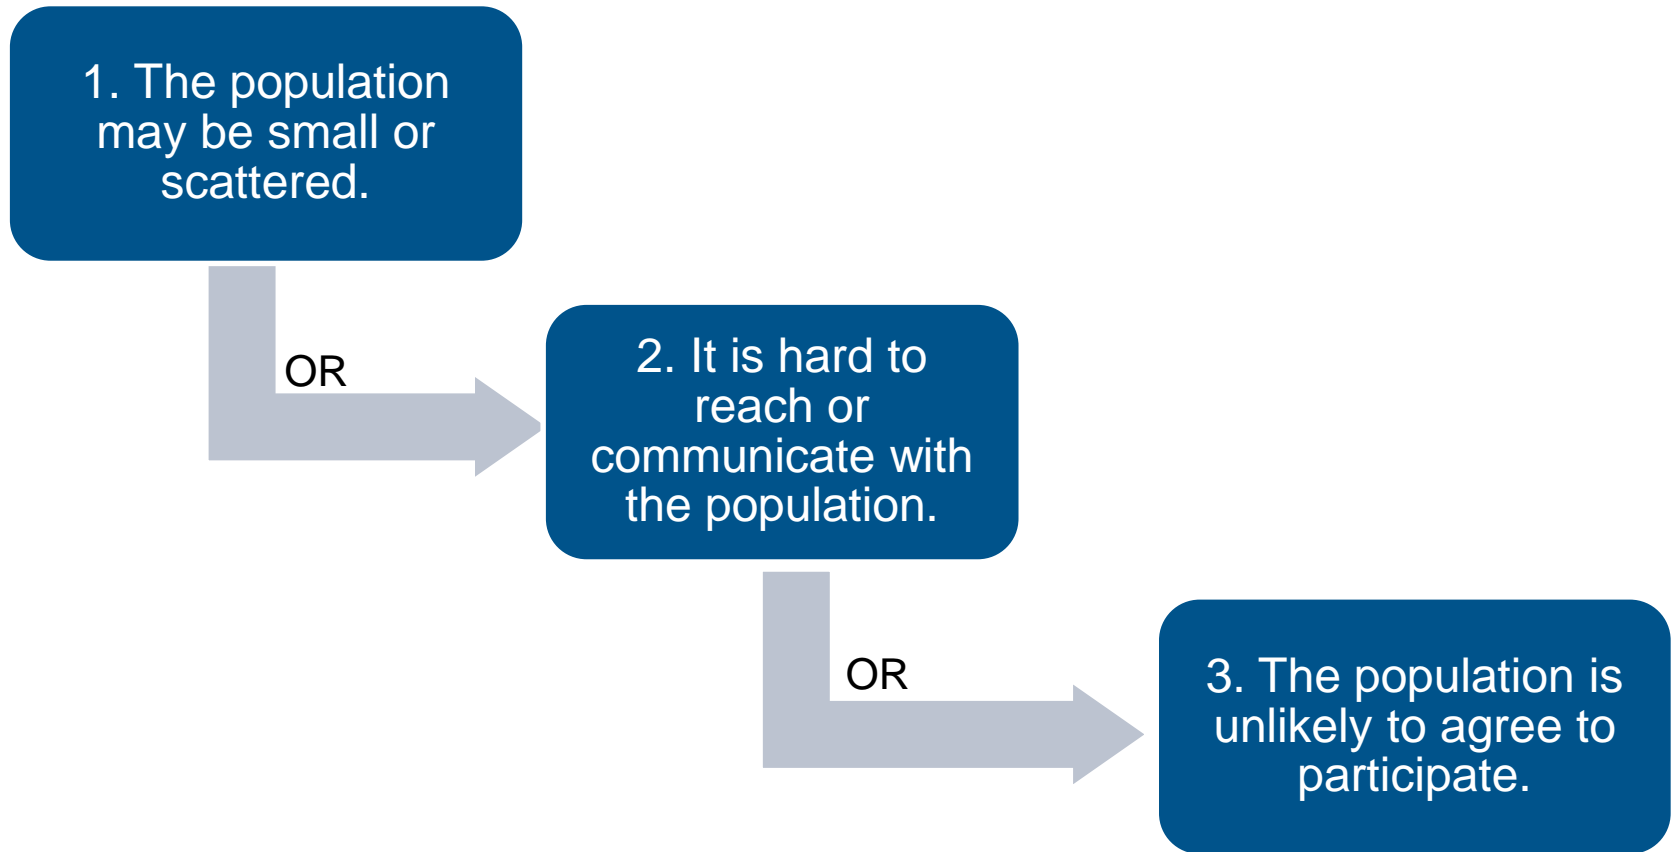 1. The population
may be small or
scattered.
OR
2. It is hard to
reach or
communicate with
the population.
OR
3. The population is
unlikely to agree to
participate.